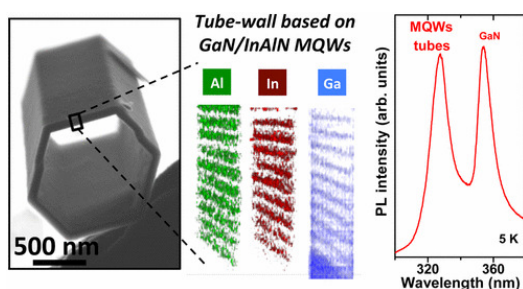 Tube-wall based on
GaN/InAlN MQWs
Al
In
Ga
500 nm
PL intensity (arb. units)
MQWs
tubes
GaN
5 K
320
360
Wavelength (nm)